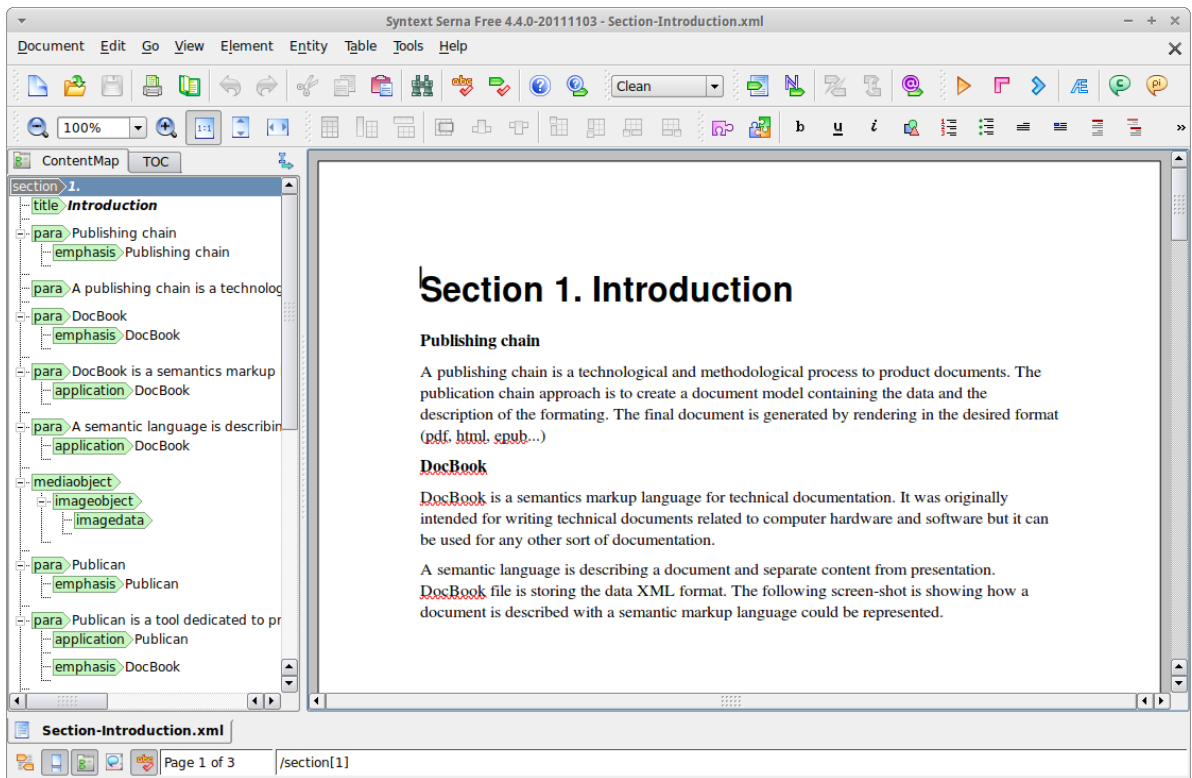 Syntext Serna Free 4.4.0-20111103 - Section-Introduction.xml
Document Edit Go View Element Entity Table Tools Help
abc Clean N @ Æ C pi
100% 1:1 b u i »
ContentMap TOC
section 1.
title Introduction
para Publishing chain
emphasis Publishing chain
para A publishing chain is a technolog
para DocBook
emphasis DocBook
para DocBook is a semantics markup
application DocBook
para A semantic language is describin
application DocBook
mediaobject
imageobject
imagedata
para Publican
emphasis Publican
para Publican is a tool dedicated to pr
application Publican
emphasis DocBook
Section 1. Introduction
Publishing chain
A publishing chain is a technological and methodological process to product documents. The
publication chain approach is to create a document model containing the data and the
description of the formating. The final document is generated by rendering in the desired format
(pdf, html, epub...)
DocBook
DocBook is a semantics markup language for technical documentation. It was originally
intended for writing technical documents related to computer hardware and software but it can
be used for any other sort of documentation.
A semantic language is describing a document and separate content from presentation.
DocBook file is storing the data XML format. The following screen-shot is showing how a
document is described with a semantic markup language could be represented.
Section-Introduction.xml
Page 1 of 3 /section[1]